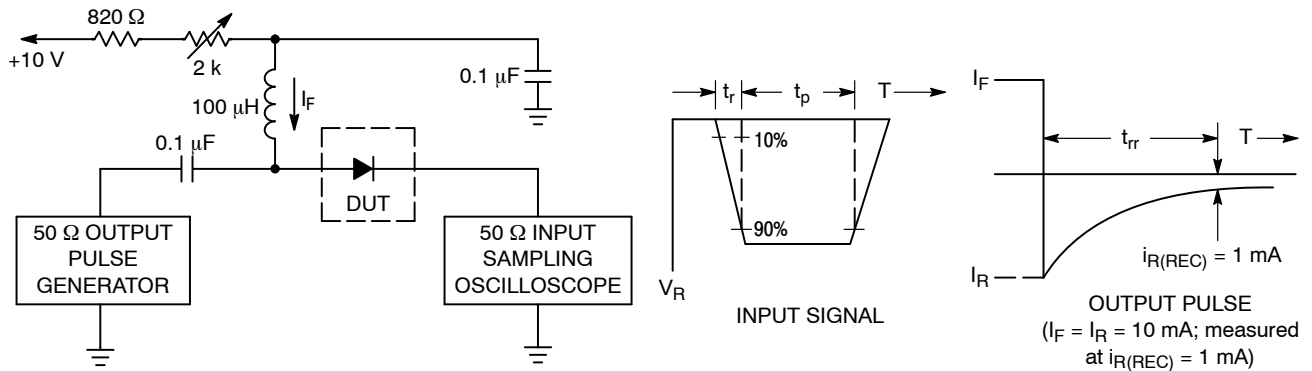 820 Ω
+10 V
2 k
100 μH
I_F
0.1 μF
0.1 μF
DUT
50 Ω OUTPUT
PULSE
GENERATOR
50 Ω INPUT
SAMPLING
OSCILLOSCOPE
t_r
t_p
T
10%
90%
V_R
INPUT SIGNAL
I_F
t_rr
T
i_R(REC) = 1 mA
I_R
OUTPUT PULSE
(I_F = I_R = 10 mA; measured
at i_R(REC) = 1 mA)